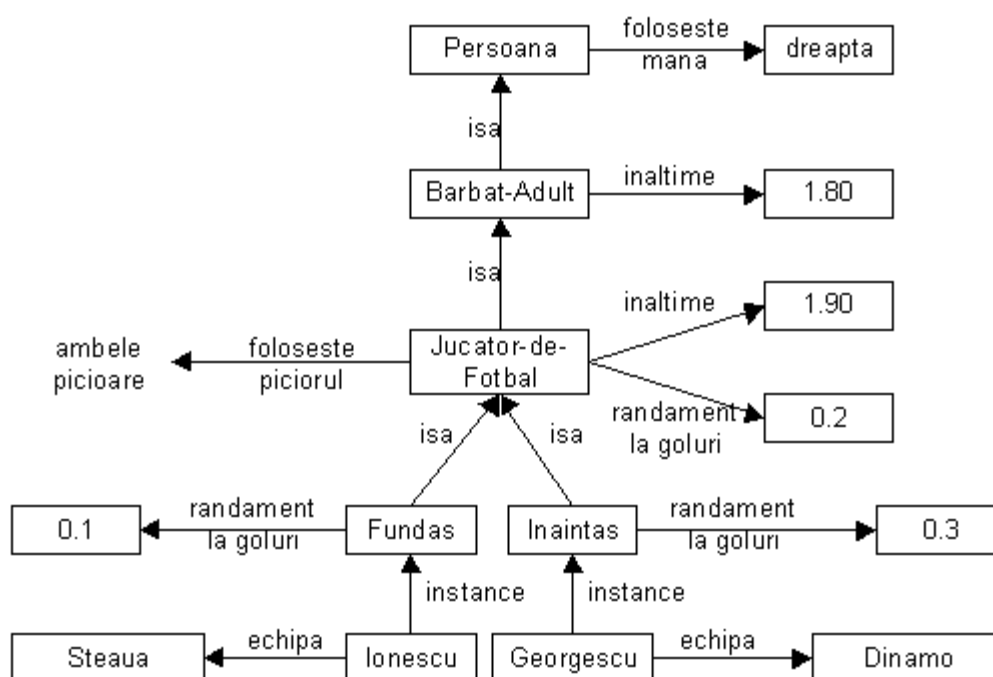 Persoana
foloseste
mana
dreapta
isa
Barbat-Adult
inaltime
1.80
isa
inaltime
1.90
ambele
picioare
foloseste
piciorul
Jucator-de-
Fotbal
randament
la goluri
0.2
isa
isa
0.1
randament
la goluri
Fundas
Inaintas
randament
la goluri
0.3
instance
instance
Steaua
echipa
Ionescu
Georgescu
echipa
Dinamo